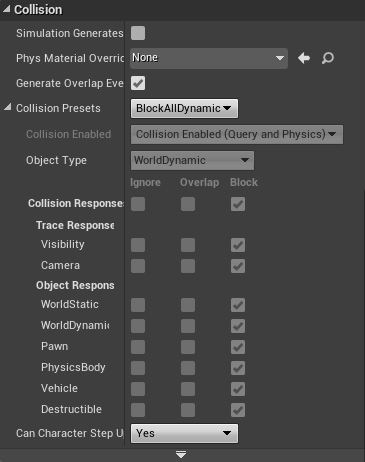 Collision
Simulation Generates
Phys Material Overric None
Generate Overlap Eve
Collision Presets BlockAllDynamic
Collision Enabled Collision Enabled (Query and Physics)
Object Type WorldDynamic
Ignore Overlap Block
Collision Responses
Trace Response
Visibility
Camera
Object Respons
WorldStatic
WorldDynamic
Pawn
PhysicsBody
Vehicle
Destructible
Can Character Step U Yes